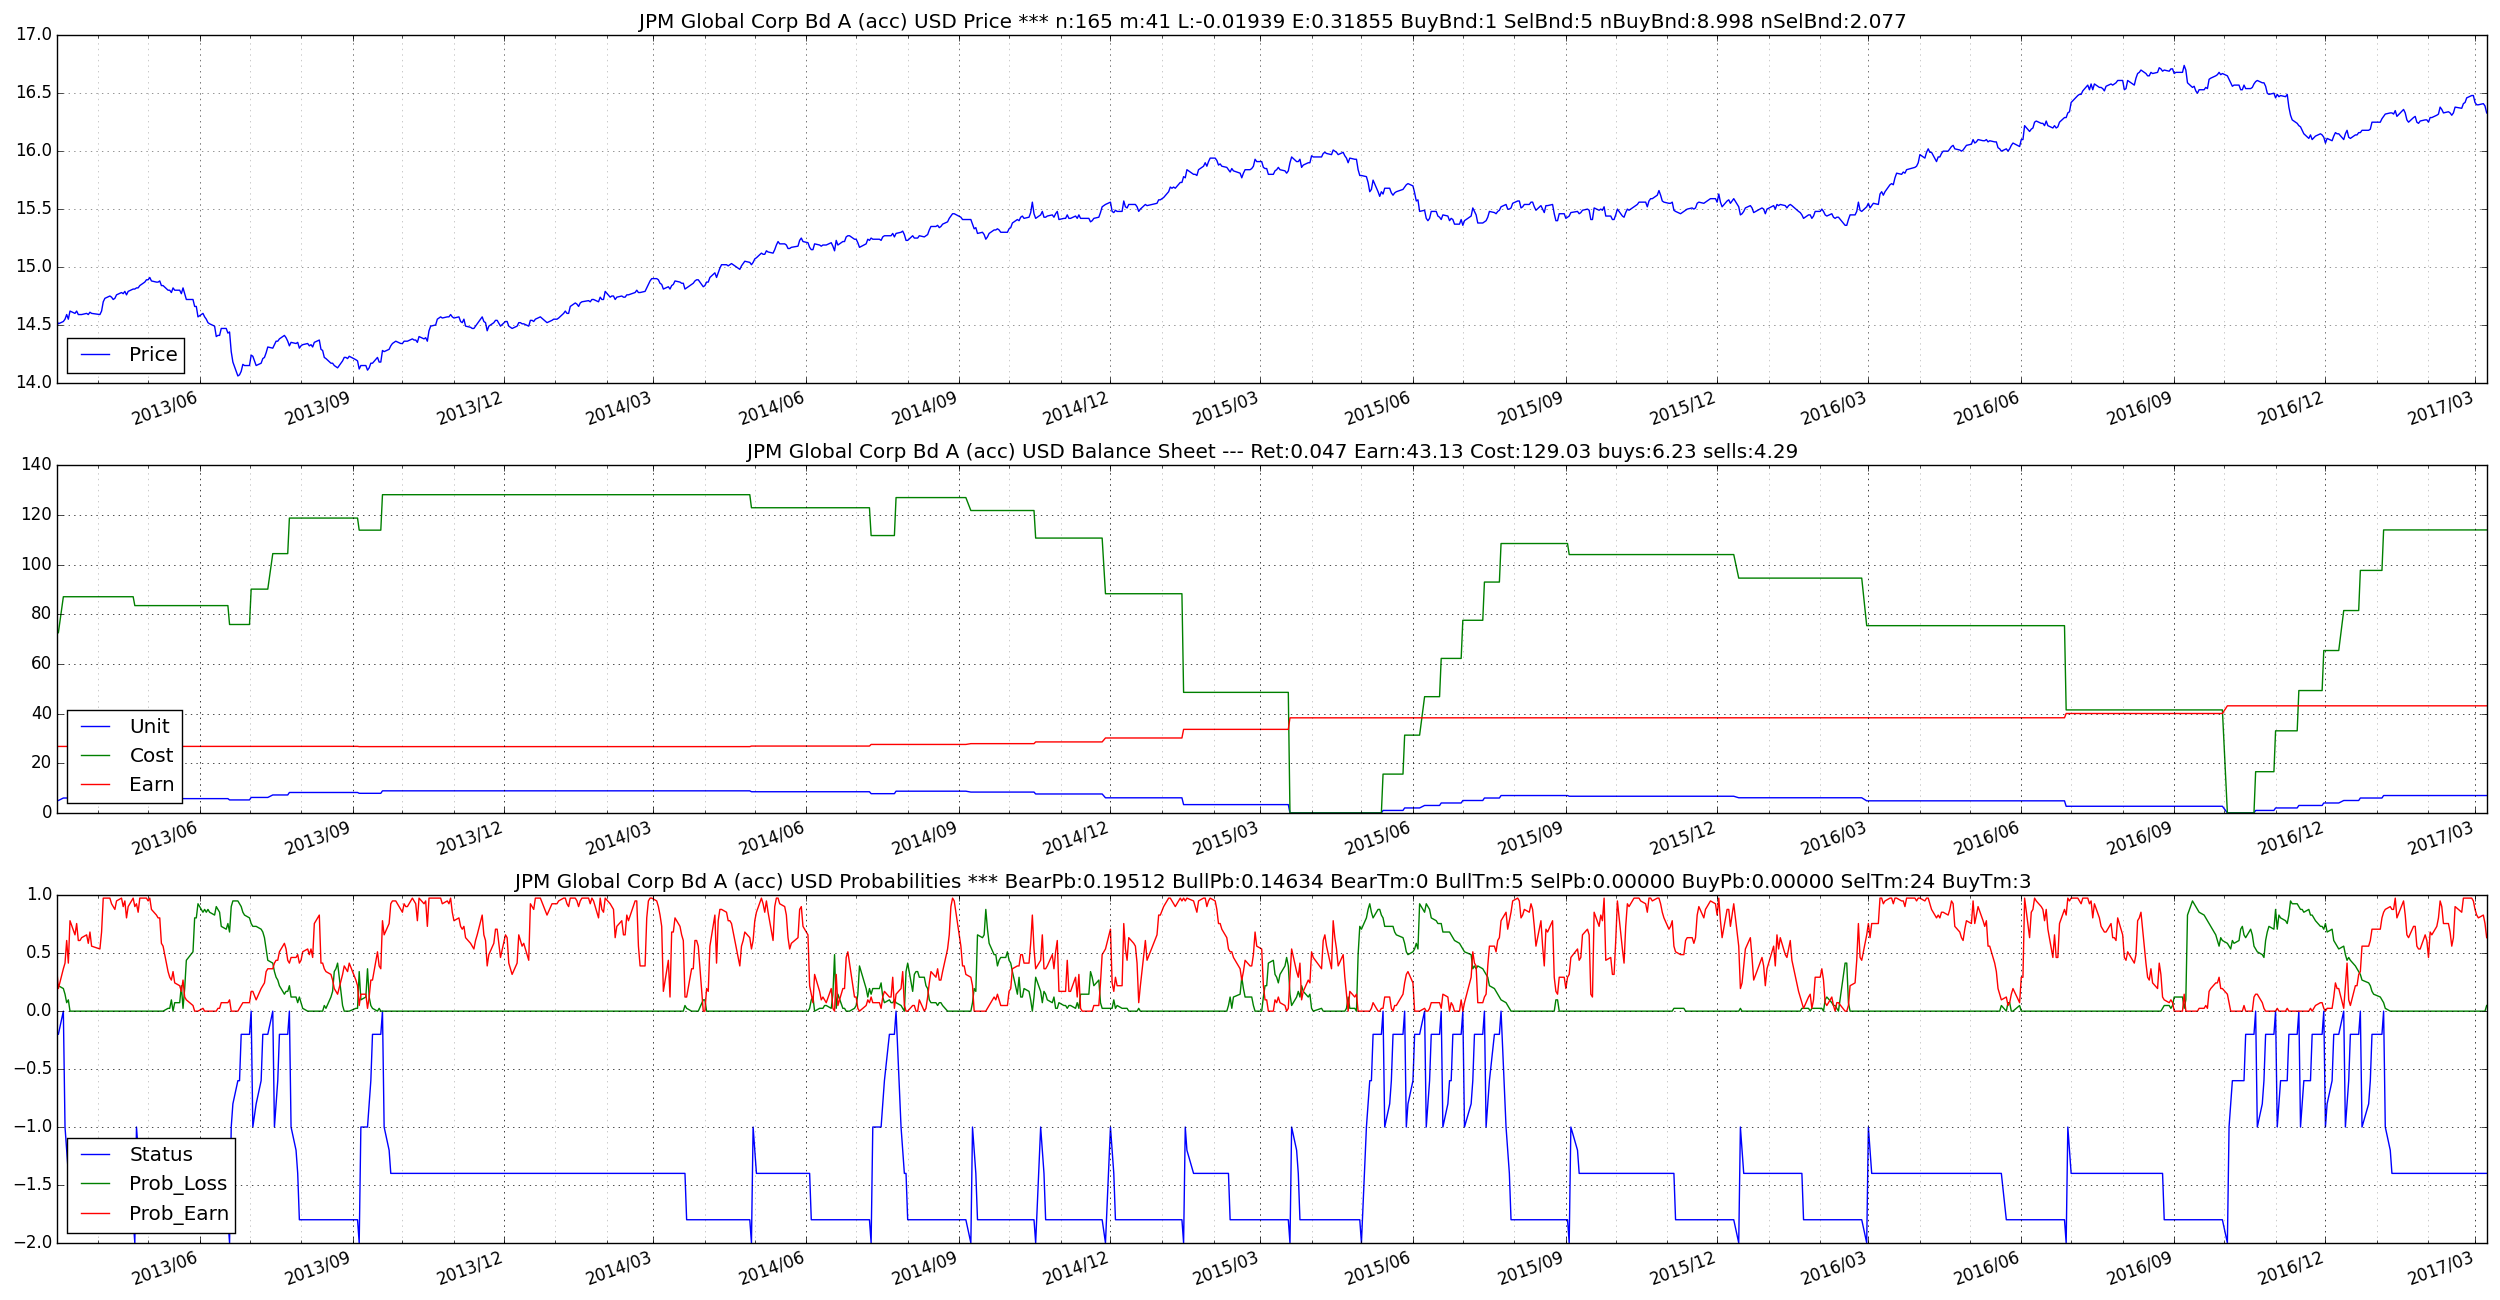 JPM Global Corp Bd A (acc) USD Price *** n:165 m:41 L:-0.01939 E:0.31855 BuyBnd:1 SelBnd:5 nBuyBnd:8.998 nSelBnd:2.077
17.0
16.5
16.0
15.5
15.0
14.5
14.0
Price
2013/06 2013/09 2013/12 2014/03 2014/06 2014/09 2014/12 2015/03 2015/06 2015/09 2015/12 2016/03 2016/06 2016/09 2016/12 2017/03
JPM Global Corp Bd A (acc) USD Balance Sheet --- Ret:0.047 Earn:43.13 Cost:129.03 buys:6.23 sells:4.29
140
120
100
80
60
40
20
0
Unit
Cost
Earn
2013/06 2013/09 2013/12 2014/03 2014/06 2014/09 2014/12 2015/03 2015/06 2015/09 2015/12 2016/03 2016/06 2016/09 2016/12 2017/03
JPM Global Corp Bd A (acc) USD Probabilities *** BearPb:0.19512 BullPb:0.14634 BearTm:0 BullTm:5 SelPb:0.00000 BuyPb:0.00000 SelTm:24 BuyTm:3
1.0
0.5
0.0
−0.5
−1.0
−1.5
−2.0
Status
Prob_Loss
Prob_Earn
2013/06 2013/09 2013/12 2014/03 2014/06 2014/09 2014/12 2015/03 2015/06 2015/09 2015/12 2016/03 2016/06 2016/09 2016/12 2017/03